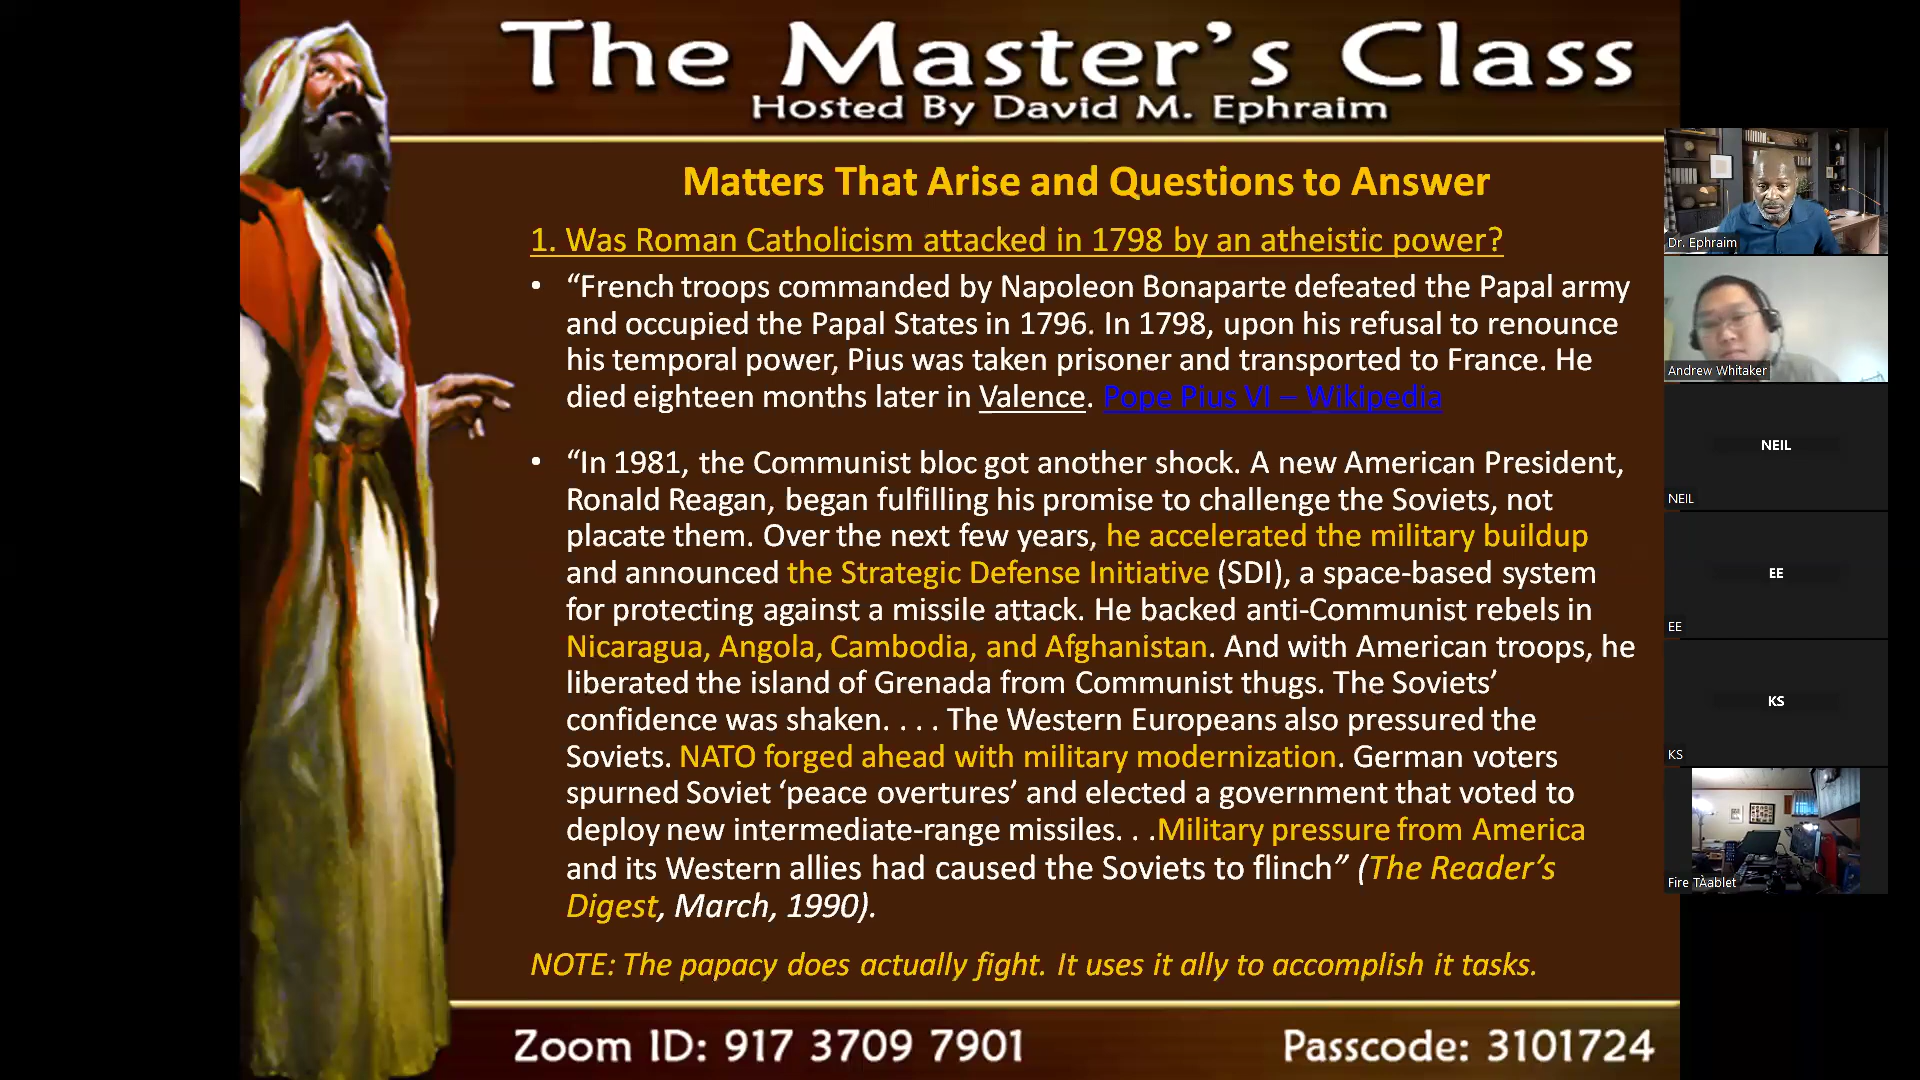 The Master's Class
Hosted By David M. Ephraim
Matters That Arise and Questions to Answer
1. Was Roman Catholicism attacked in 1798 by an atheistic power?
• “French troops commanded by Napoleon Bonaparte defeated the Papal army
and occupied the Papal States in 1796. In 1798, upon his refusal to renounce
his temporal power, Pius was taken prisoner and transported to France. He
died eighteen months later in Valence. Pope Pius VI – Wikipedia
• “In 1981, the Communist bloc got another shock. A new American President,
Ronald Reagan, began fulfilling his promise to challenge the Soviets, not
placate them. Over the next few years, he accelerated the military buildup
and announced the Strategic Defense Initiative (SDI), a space-based system
for protecting against a missile attack. He backed anti-Communist rebels in
Nicaragua, Angola, Cambodia, and Afghanistan. And with American troops, he
liberated the island of Grenada from Communist thugs. The Soviets’
confidence was shaken. . . . The Western Europeans also pressured the
Soviets. NATO forged ahead with military modernization. German voters
spurned Soviet ‘peace overtures’ and elected a government that voted to
deploy new intermediate-range missiles. . .Military pressure from America
and its Western allies had caused the Soviets to flinch” (The Reader’s
Digest, March, 1990).
NOTE: The papacy does actually fight. It uses it ally to accomplish it tasks.
Zoom ID: 917 3709 7901
Passcode: 3101724
Dr. Ephraim
Andrew Whitaker
NEIL
NEIL
EE
EE
KS
KS
Fire TÀablet